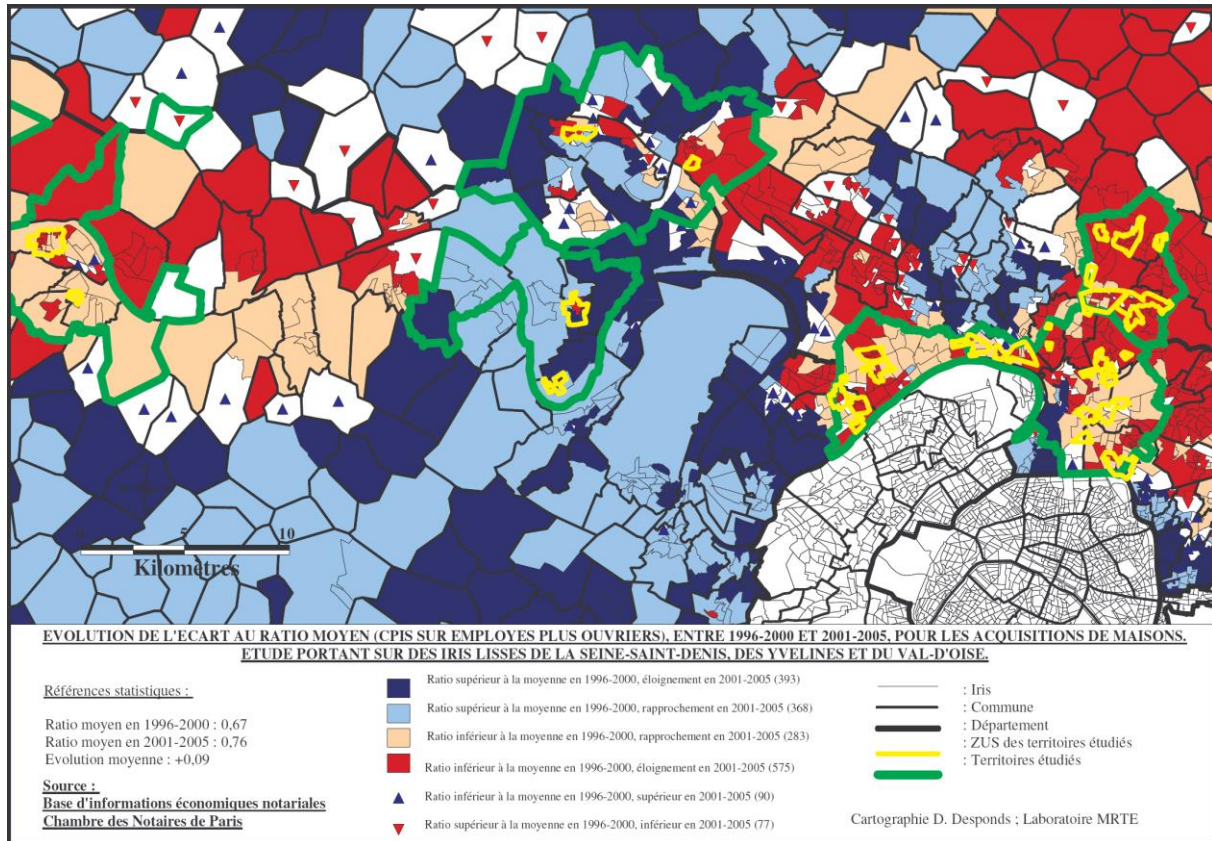 0 5 10
Kilomètres
EVOLUTION DE L'ECART AU RATIO MOYEN (CPIS SUR EMPLOYES PLUS OUVRIERS), ENTRE 1996-2000 ET 2001-2005, POUR LES ACQUISITIONS DE MAISONS.
ETUDE PORTANT SUR DES IRIS LISSES DE LA SEINE-SAINT-DENIS, DES YVELINES ET DU VAL-D'OISE.
Références statistiques :
Ratio moyen en 1996-2000 : 0,67
Ratio moyen en 2001-2005 : 0,76
Evolution moyenne : +0,09
Source :
Base d'informations économiques notariales
Chambre des Notaires de Paris
Ratio supérieur à la moyenne en 1996-2000, éloignement en 2001-2005 (393)
Ratio supérieur à la moyenne en 1996-2000, rapprochement en 2001-2005 (368)
Ratio inférieur à la moyenne en 1996-2000, rapprochement en 2001-2005 (283)
Ratio inférieur à la moyenne en 1996-2000, éloignement en 2001-2005 (575)
Ratio inférieur à la moyenne en 1996-2000, supérieur en 2001-2005 (90)
Ratio supérieur à la moyenne en 1996-2000, inférieur en 2001-2005 (77)
: Iris
: Commune
: Département
: ZUS des territoires étudiés
: Territoires étudiés
Cartographie D. Desponds ; Laboratoire MRTE